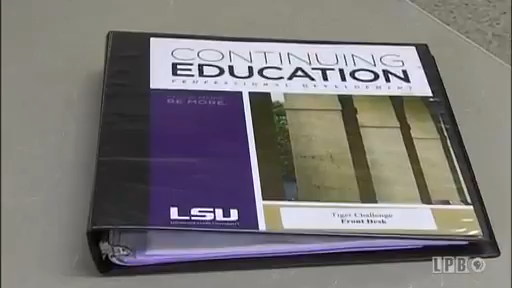 CONTINUING
EDUCATION
PROFESSIONAL DEVELOPMENT
BE MORE.
LSU
Tiger Challenge
Front Desk
LPB